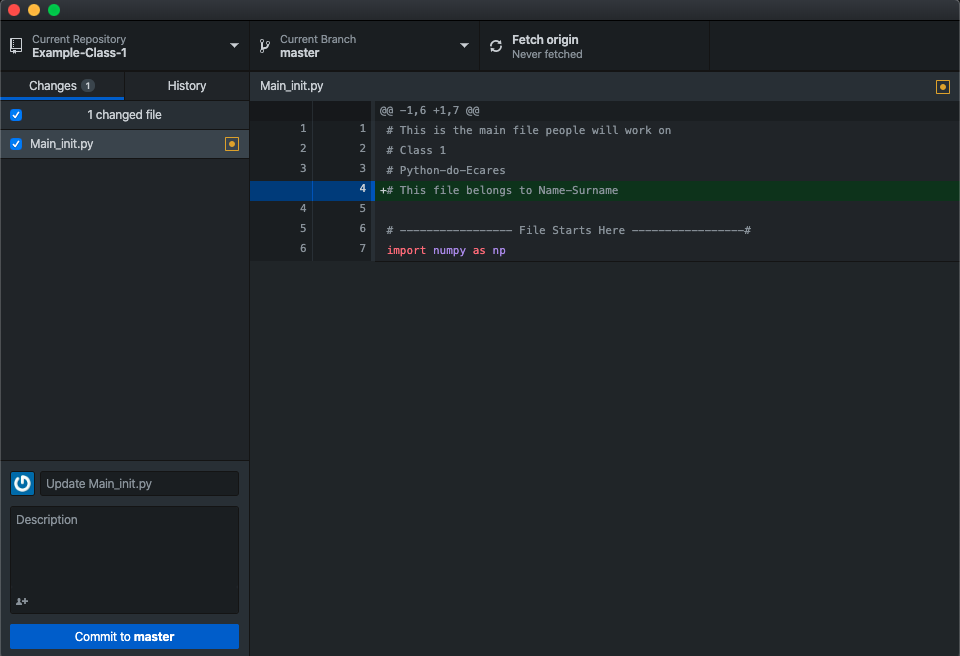 Current Repository
Example-Class-1
Current Branch
master
Fetch origin
Never fetched
Changes 1
History
1 changed file
Main_init.py
Update Main_init.py
Description
Commit to master
Main_init.py
@@ -1,6 +1,7 @@
1 1 # This is the main file people will work on
2 2 # Class 1
3 3 # Python-do-Ecares
4 +# This file belongs to Name-Surname
4 5
5 6 # ----------------- File Starts Here -----------------#
6 7 import numpy as np